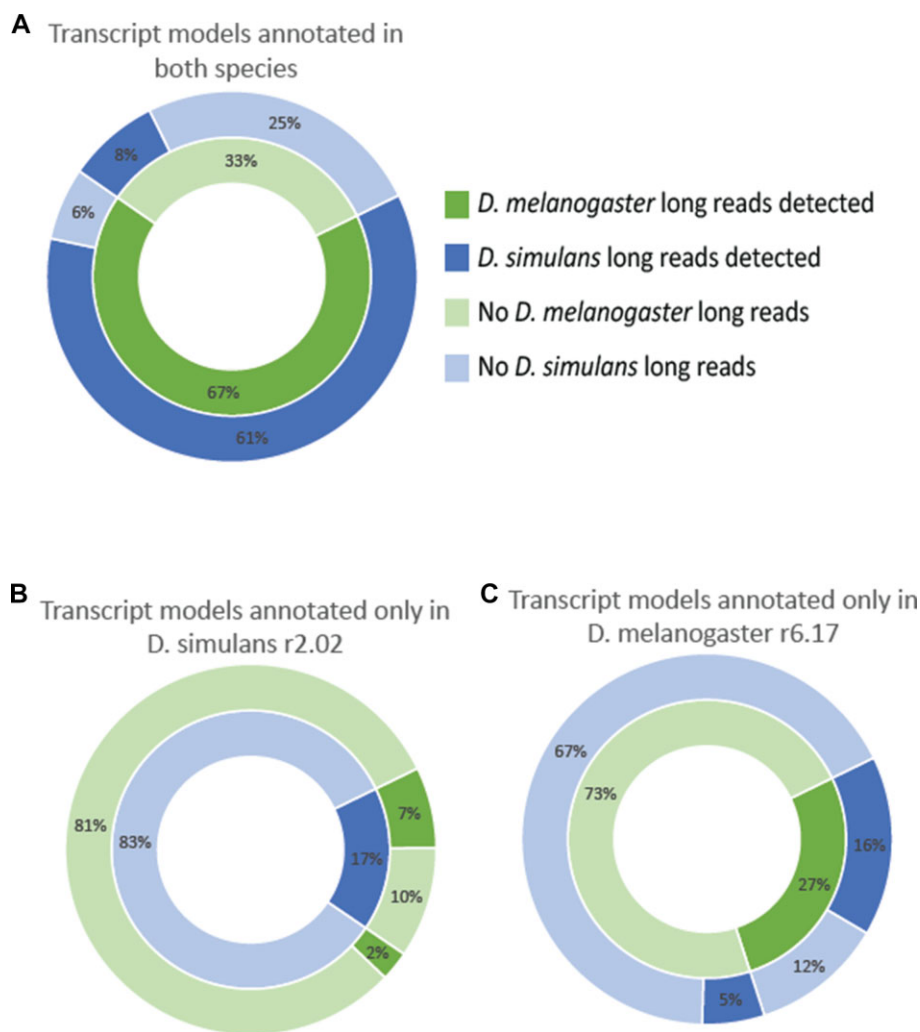 A
Transcript models annotated in
both species
25%
8%
33%
6%
67%
61%
D. melanogaster long reads detected
D. simulans long reads detected
No D. melanogaster long reads
No D. simulans long reads
B
Transcript models annotated only in
D. simulans r2.02
81%
83%
7%
17%
10%
2%
C
Transcript models annotated only in
D. melanogaster r6.17
67%
73%
16%
27%
12%
5%